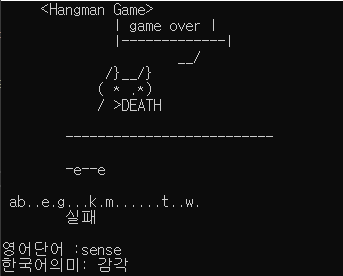 <Hangman Game>
| game over |
|-------------|
__/
/}__/}
( * .*)
/ >DEATH
--------------------------
-e--e
ab..e.g...k.m......t..w.
실패
영어단어 :sense
한국어의미: 감각